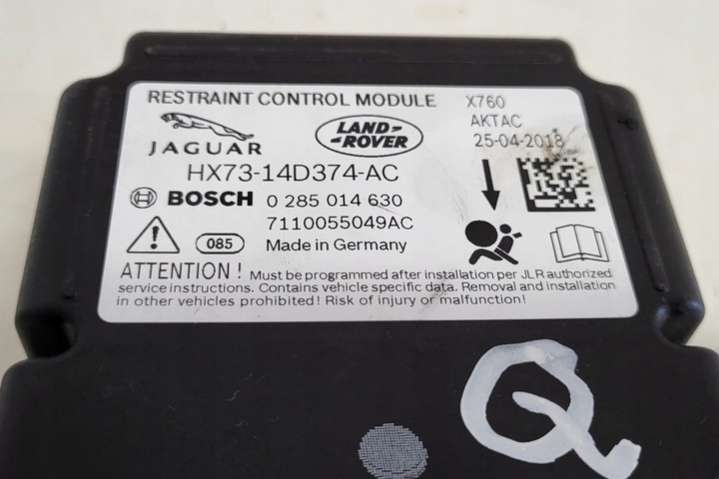 RESTRAINT CONTROL MODULE X760
AKTAC
25-04-2018
JAGUAR LAND-ROVER
HX73-14D374-AC
BOSCH 0 285 014 630
7110055049AC
085 Made in Germany
ATTENTION ! Must be programmed after installation per JLR authorized
service instructions. Contains vehicle specific data. Removal and installation
in other vehicles prohibited! Risk of injury or malfunction!
Q